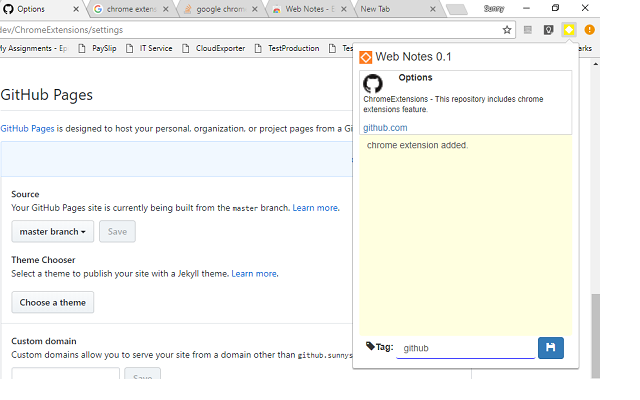 Options
chrome extens
google chrom
Web Notes - S
New Tab
Sunny
dev/ChromeExtensions/settings
My Assignments - Ep
PaySlip
IT Service
CloudExporter
TestProduction
Tes
arks
GitHub Pages
GitHub Pages is designed to host your personal, organization, or project pages from a Gi
Source
Your GitHub Pages site is currently being built from the master branch. Learn more.
master branch
Save
Theme Chooser
Select a theme to publish your site with a Jekyll theme. Learn more.
Choose a theme
Custom domain
Custom domains allow you to serve your site from a domain other than github.sunnys
Save
Web Notes 0.1
Options
ChromeExtensions - This repository includes chrome
extensions feature.
github.com
chrome extension added.
Tag: github